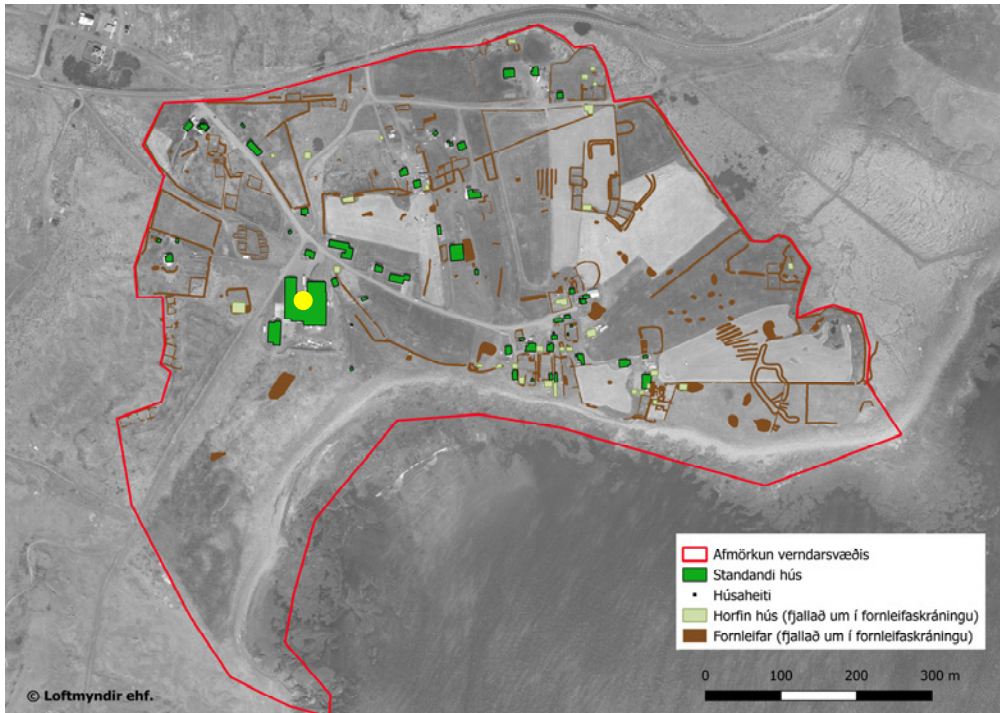 Afmörkun verndarsvæðis
Standandi hús
Húsaheiti
Horfin hús (fjallað um í fornleifaskráningu)
Fornleifar (fjallað um í fornleifaskráningu)
0 100 200 300 m
© Loftmyndir ehf.